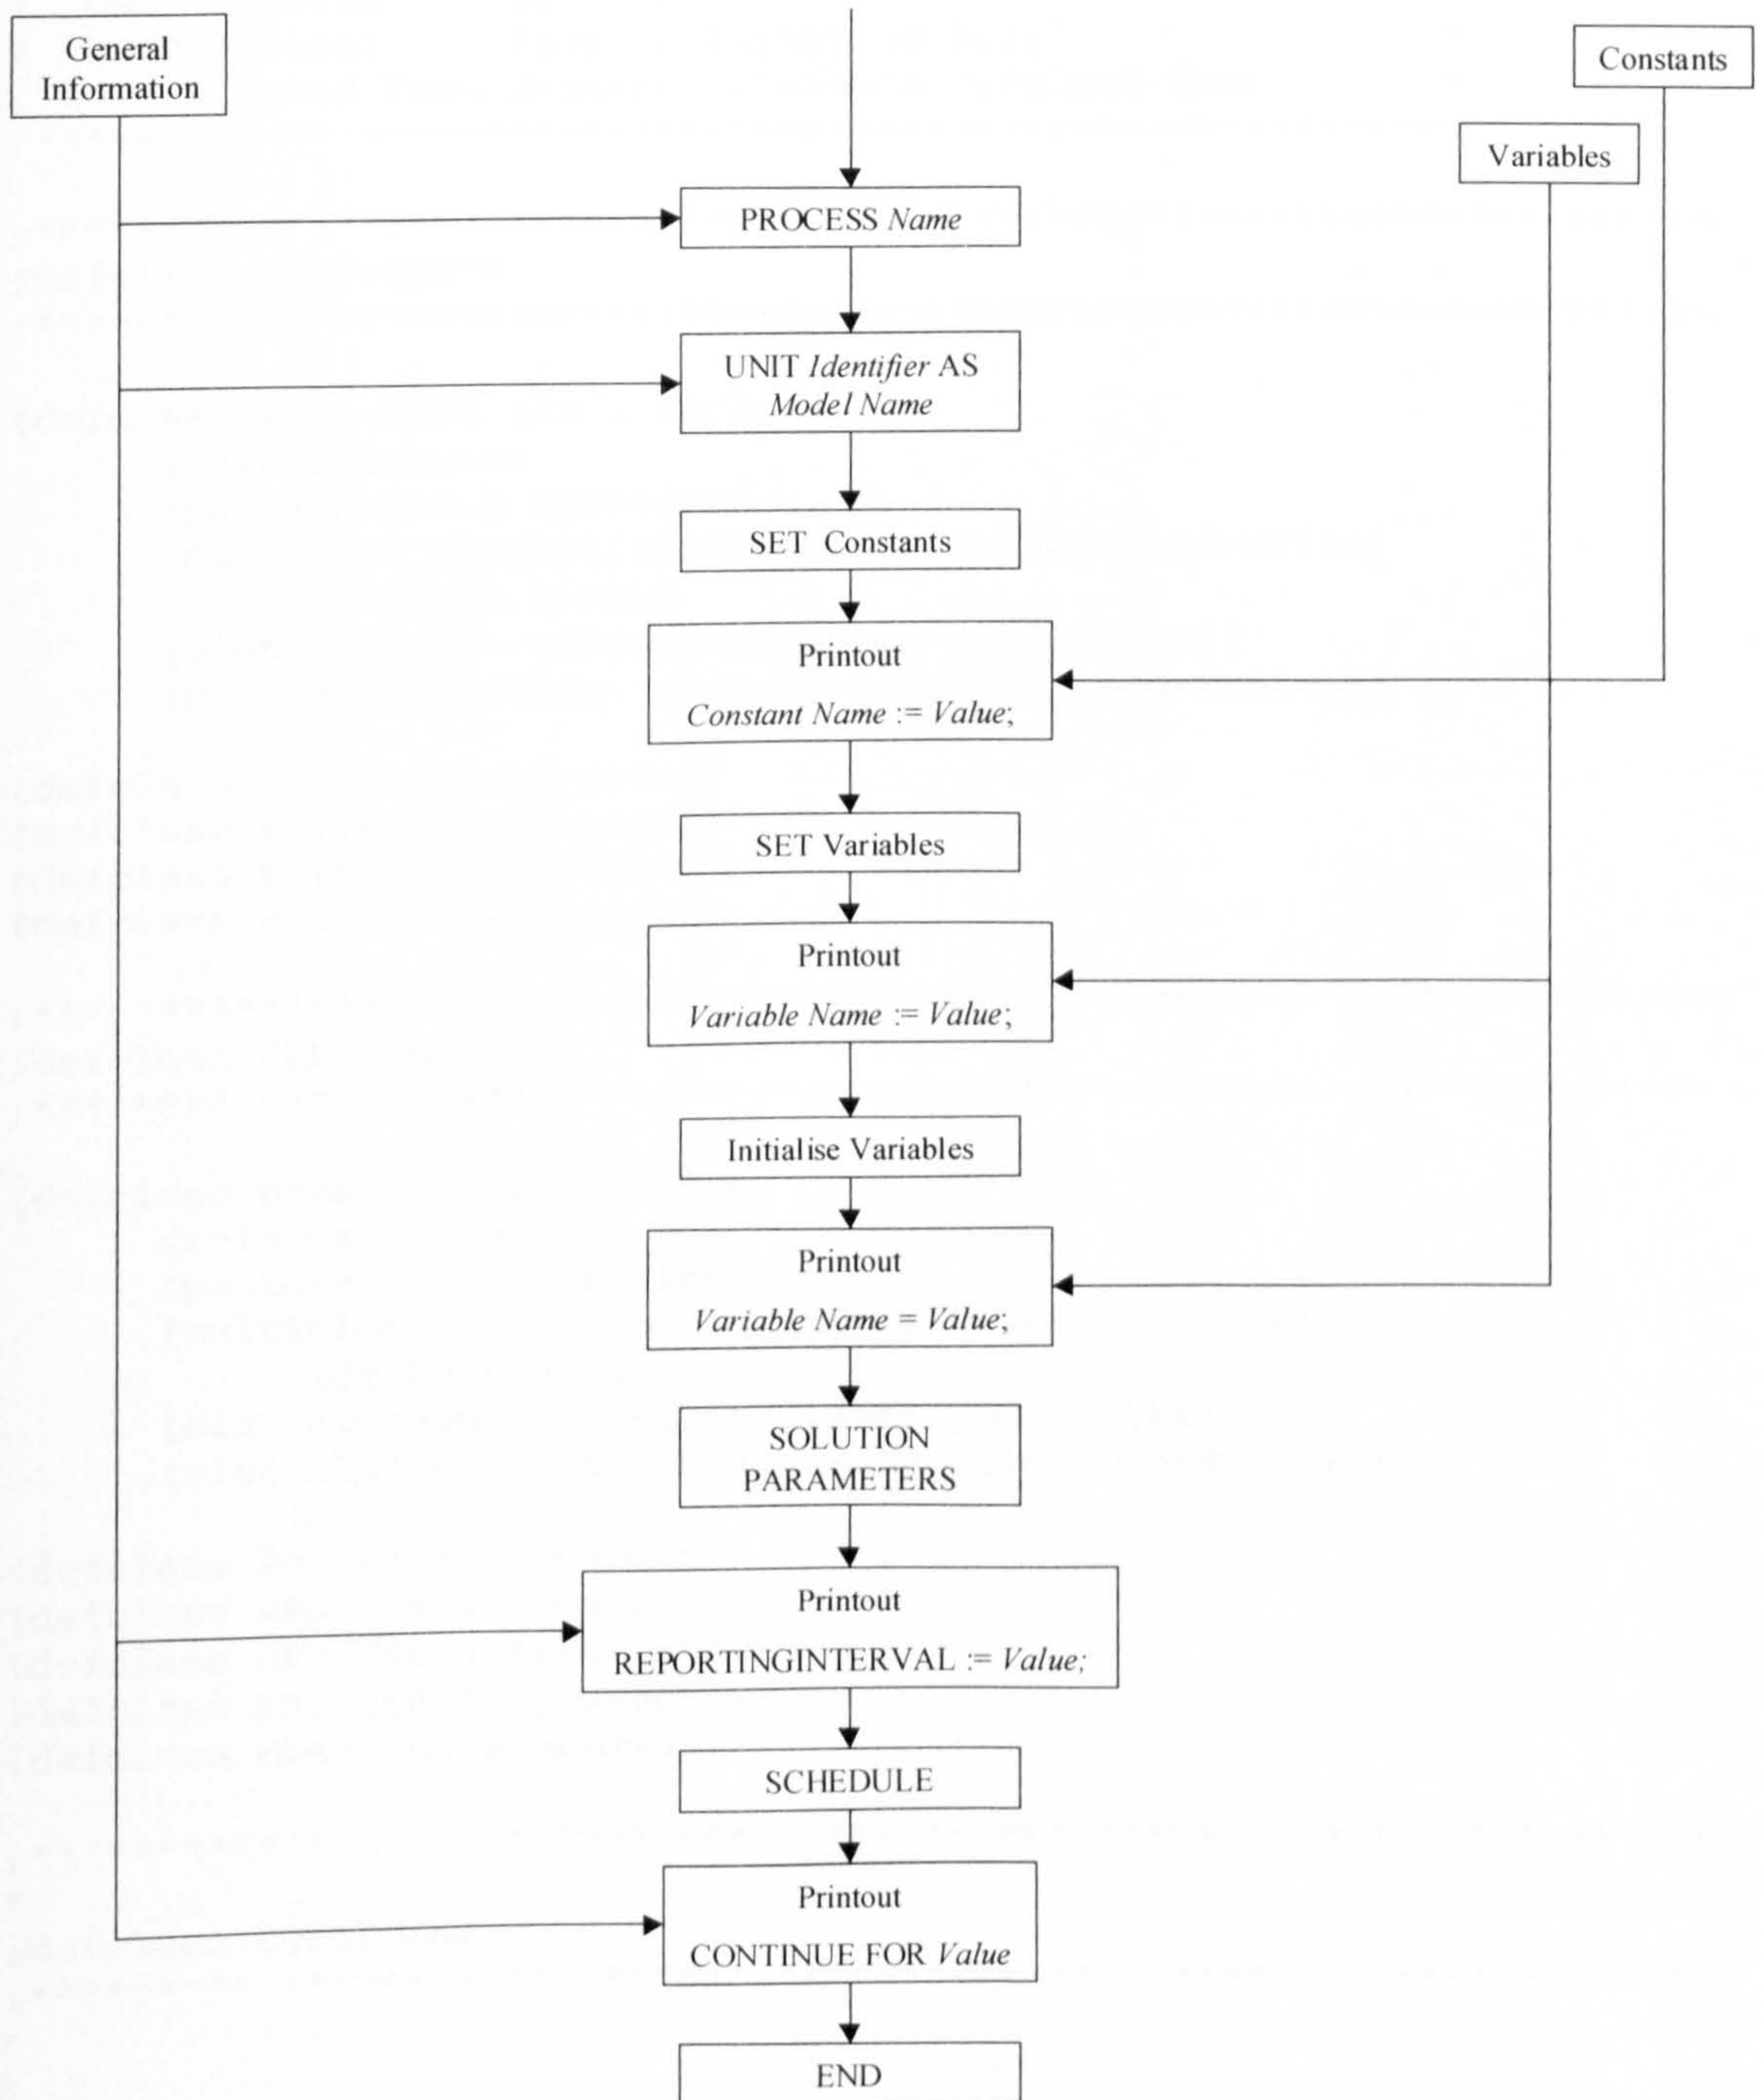 General
Information
Constants
Variables
PROCESS Name
UNIT Identifier AS
Model Name
SET Constants
Printout
Constant Name := Value;
SET Variables
Printout
Variable Name := Value;
Initialise Variables
Printout
Variable Name = Value;
SOLUTION
PARAMETERS
Printout
REPORTINGINTERVAL := Value;
SCHEDULE
Printout
CONTINUE FOR Value
END